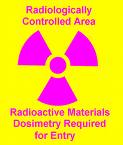 Radiologically
Controlled Area
Radioactive Materials
Dosimetry Required
for Entry